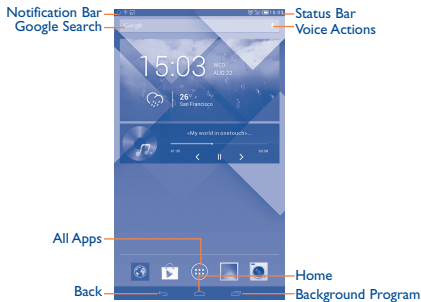 Notification Bar
Status Bar
Google Search
Google
Voice Actions
15:03
WED
AUG 22
26°
San Francisco
<My world in onetouch>...
All Apps
Home
Back
Background Program